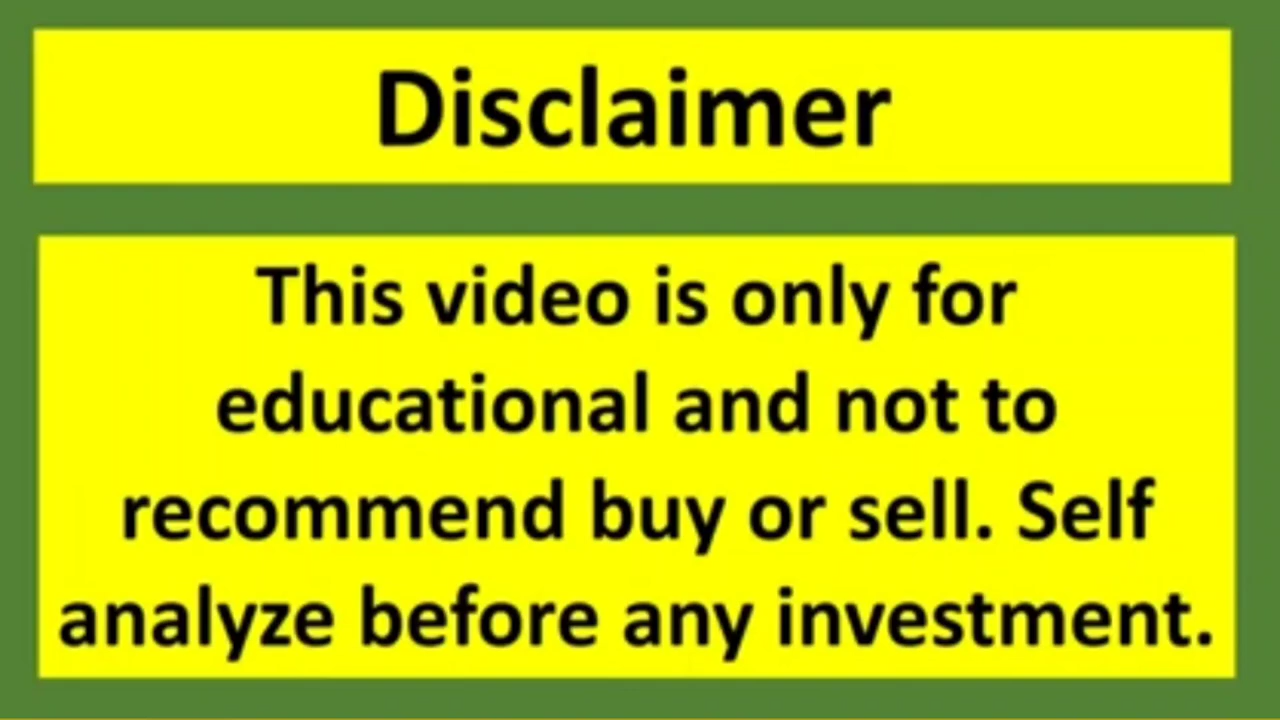 Disclaimer
This video is only for
educational and not to
recommend buy or sell. Self
analyze before any investment.